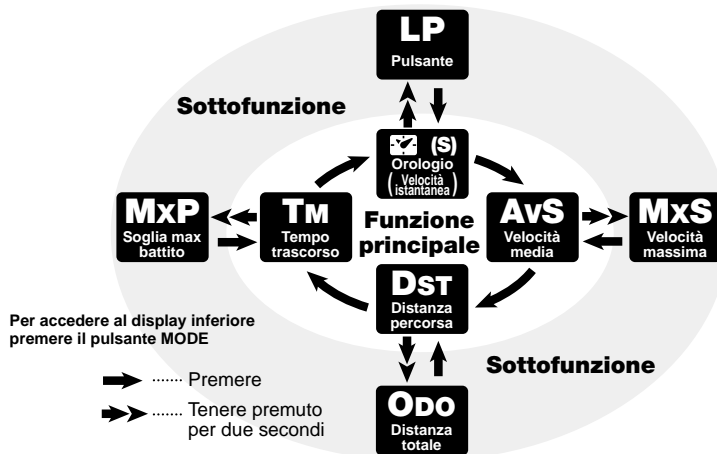 LP
Pulsante
Sottofunzione
(S)
Orologio
( Velocità
istantanea )
MXP
Soglia max
battito
TM
Tempo
trascorso
Funzione
principale
AVS
Velocità
media
MXS
Velocità
massima
DST
Distanza
percorsa
Per accedere al display inferiore
premere il pulsante MODE
Sottofunzione
....... Premere
....... Tenere premuto
per due secondi
ODO
Distanza
totale